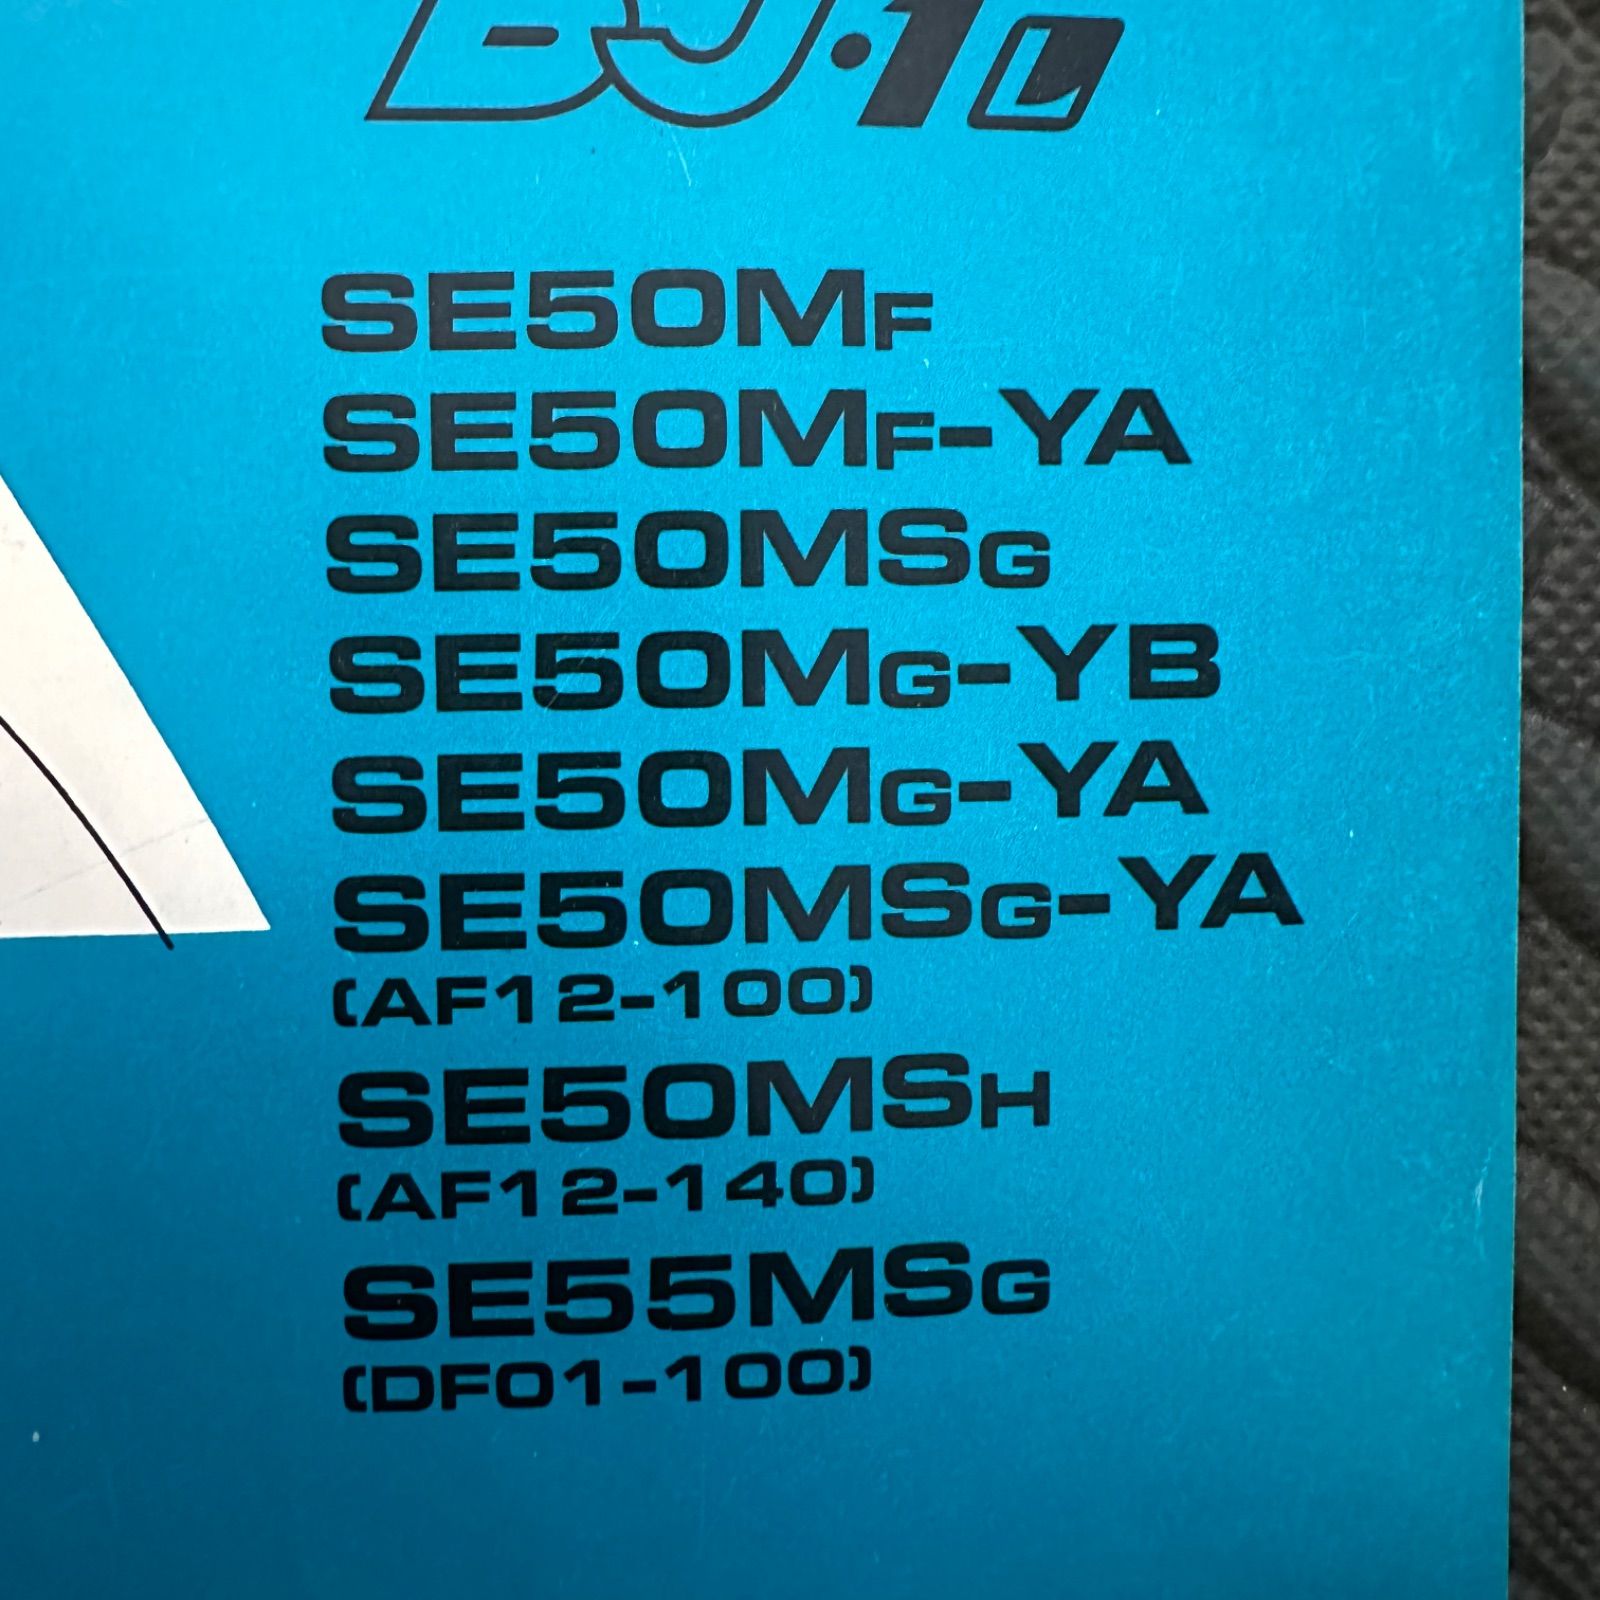 DJ·1L
SE50MF
SE50MF-YA
SE50MSG
SE50MG-YB
SE50MG-YA
SE50MSG-YA
(AF12-100)
SE50MSH
(AF12-140)
SE55MSG
(DF01-100)